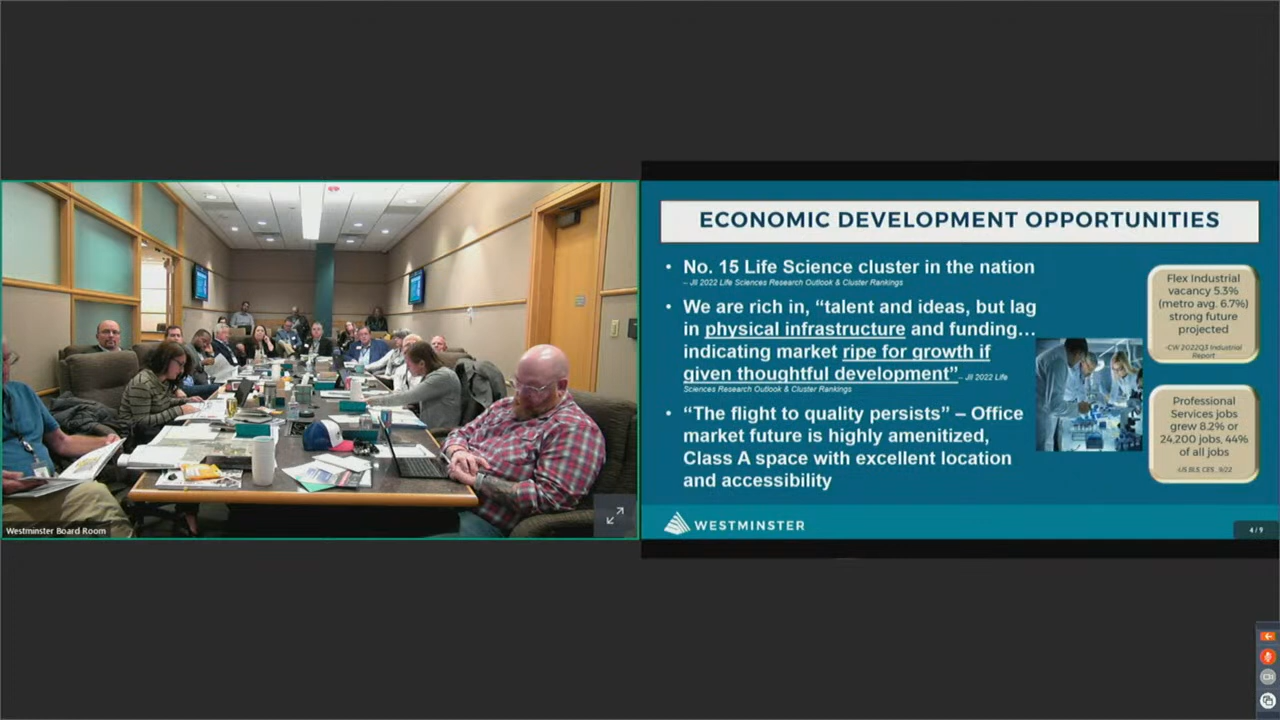 Westminster Board Room
ECONOMIC DEVELOPMENT OPPORTUNITIES
• No. 15 Life Science cluster in the nation
– Jll 2022 Life Sciences Research Outlook & Cluster Rankings
• We are rich in, “talent and ideas, but lag
in physical infrastructure and funding…
indicating market ripe for growth if
given thoughtful development” – Jll 2022 Life
Sciences Research Outlook & Cluster Rankings
• “The flight to quality persists” – Office
market future is highly amenitized,
Class A space with excellent location
and accessibility
Flex Industrial
vacancy 5.3%
(metro avg. 6.7%)
strong future
projected
-CW 2022Q3 Industrial
Report
Professional
Services jobs
grew 8.2% or
24,200 jobs, 44%
of all jobs
-US BLS, CES, 9/22
WESTMINSTER
4 / 9